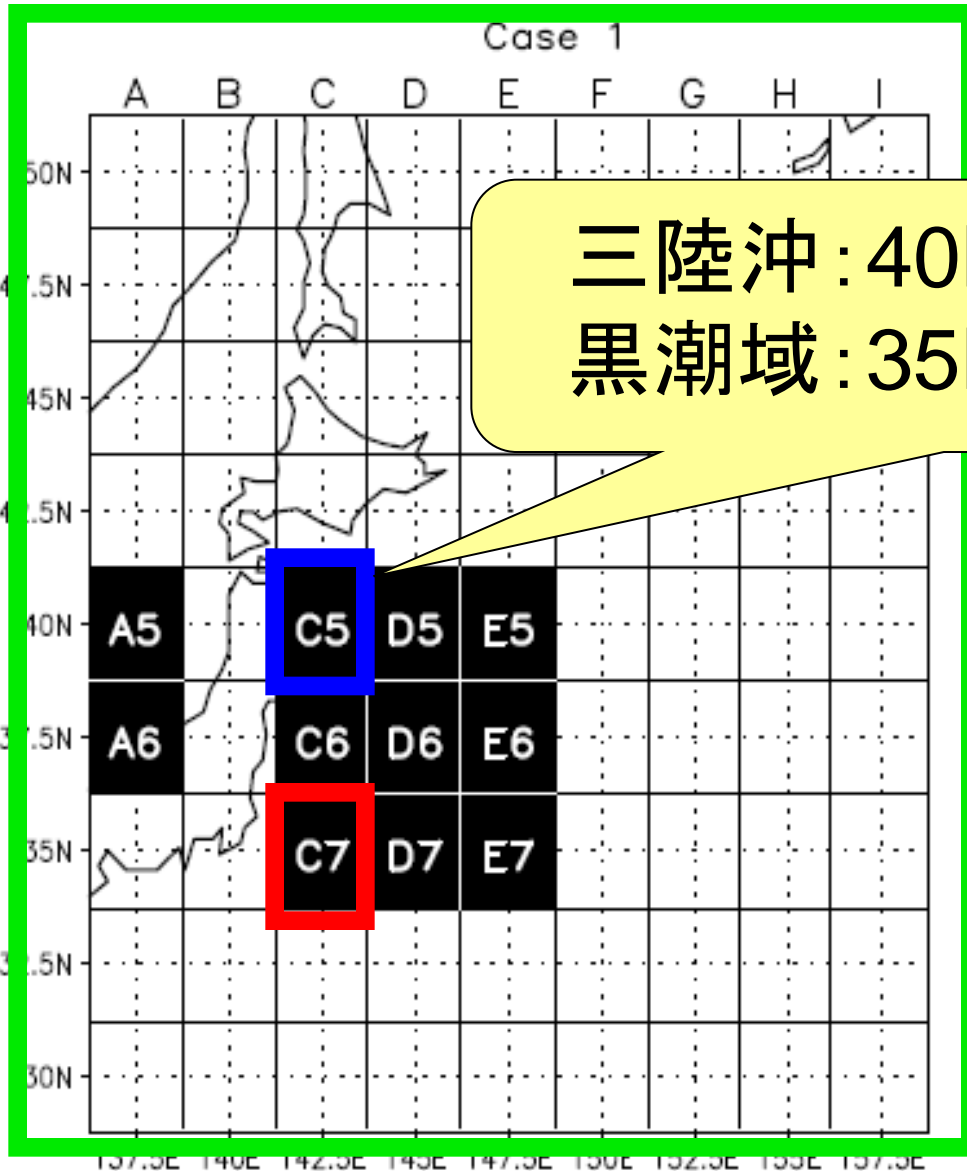 Case 1
A B C D E F G H I
50N
三陸沖:40
47.5N
黒潮域:35
45N
42.5N
40N A5 C5 D5 E5
37.5N A6 C6 D6 E6
35N C7 D7 E7
32.5N
30N
137.5E 140E 142.5E 145E 147.5E 150E 152.5E 155E 157.5E